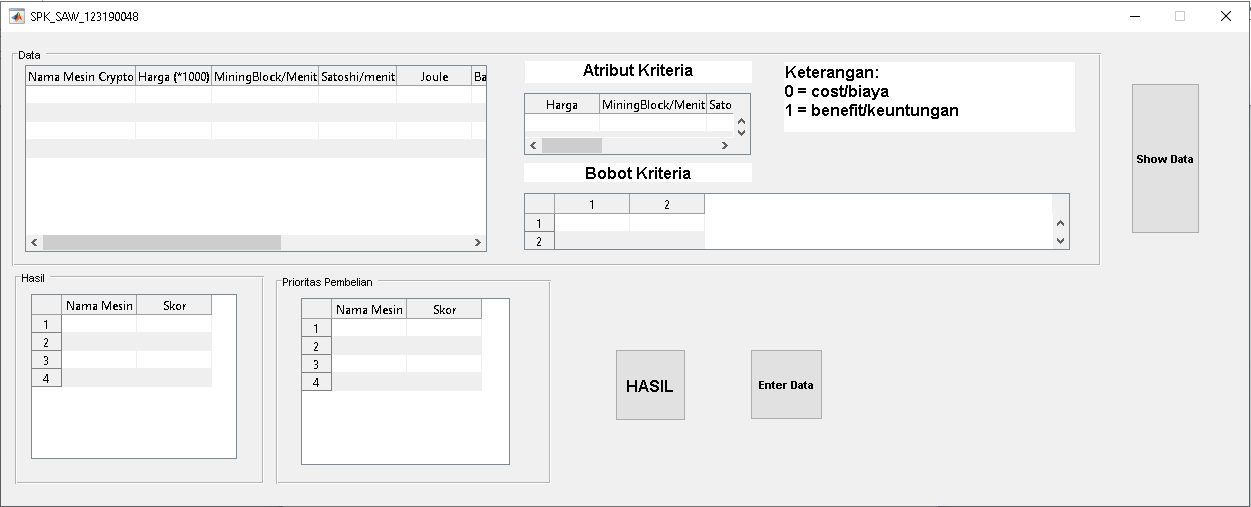 SPK_SAW_123190048
Data
Nama Mesin Crypto Harga {*1000} MiningBlock/Menit Satoshi/menit Joule Ba
Atribut Kriteria
Harga MiningBlock/Menit Sato
Keterangan:
0 = cost/biaya
1 = benefit/keuntungan
Show Data
Bobot Kriteria
1 2
1
2
Hasil
Nama Mesin Skor
1
2
3
4
Prioritas Pembelian
Nama Mesin Skor
1
2
3
4
HASIL
Enter Data